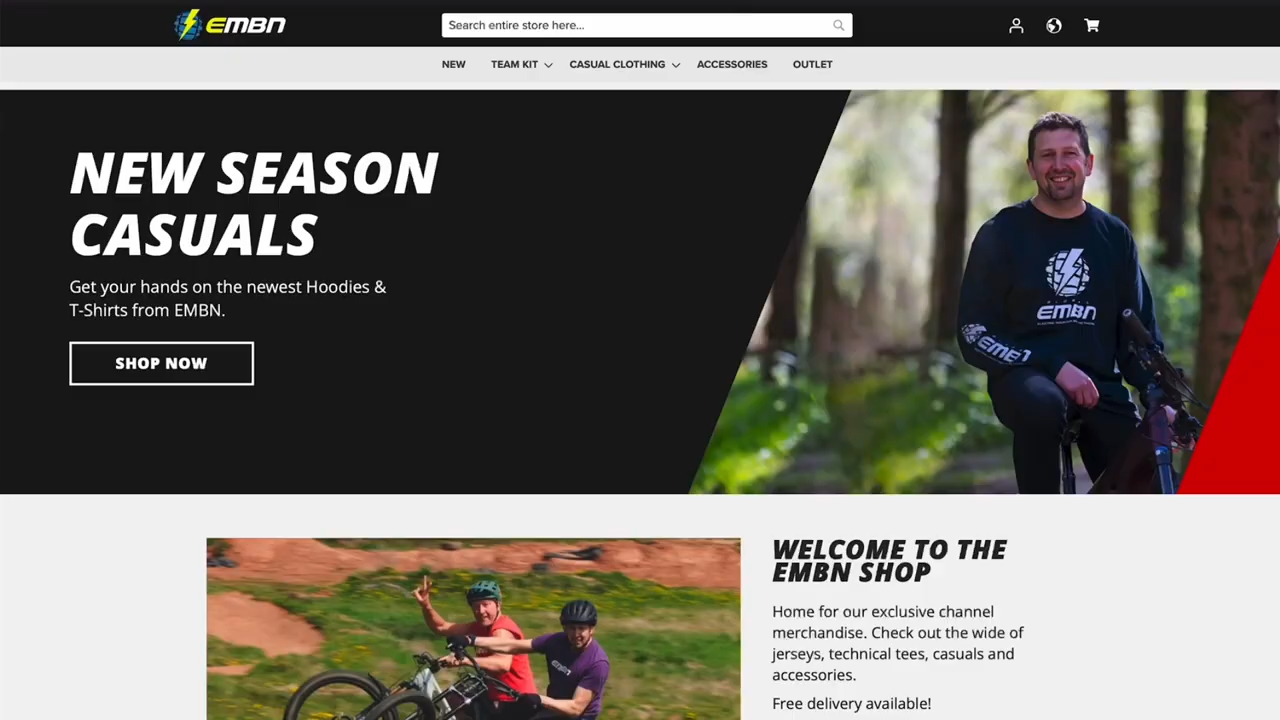 EMBN
Search entire store here...
NEW
TEAM KIT
CASUAL CLOTHING
ACCESSORIES
OUTLET
NEW SEASON
CASUALS
Get your hands on the newest Hoodies &
T-Shirts from EMBN.
SHOP NOW
EMBN
EMBN
WELCOME TO THE
EMBN SHOP
Home for our exclusive channel
merchandise. Check out the wide of
jerseys, technical tees, casuals and
accessories.
Free delivery available!